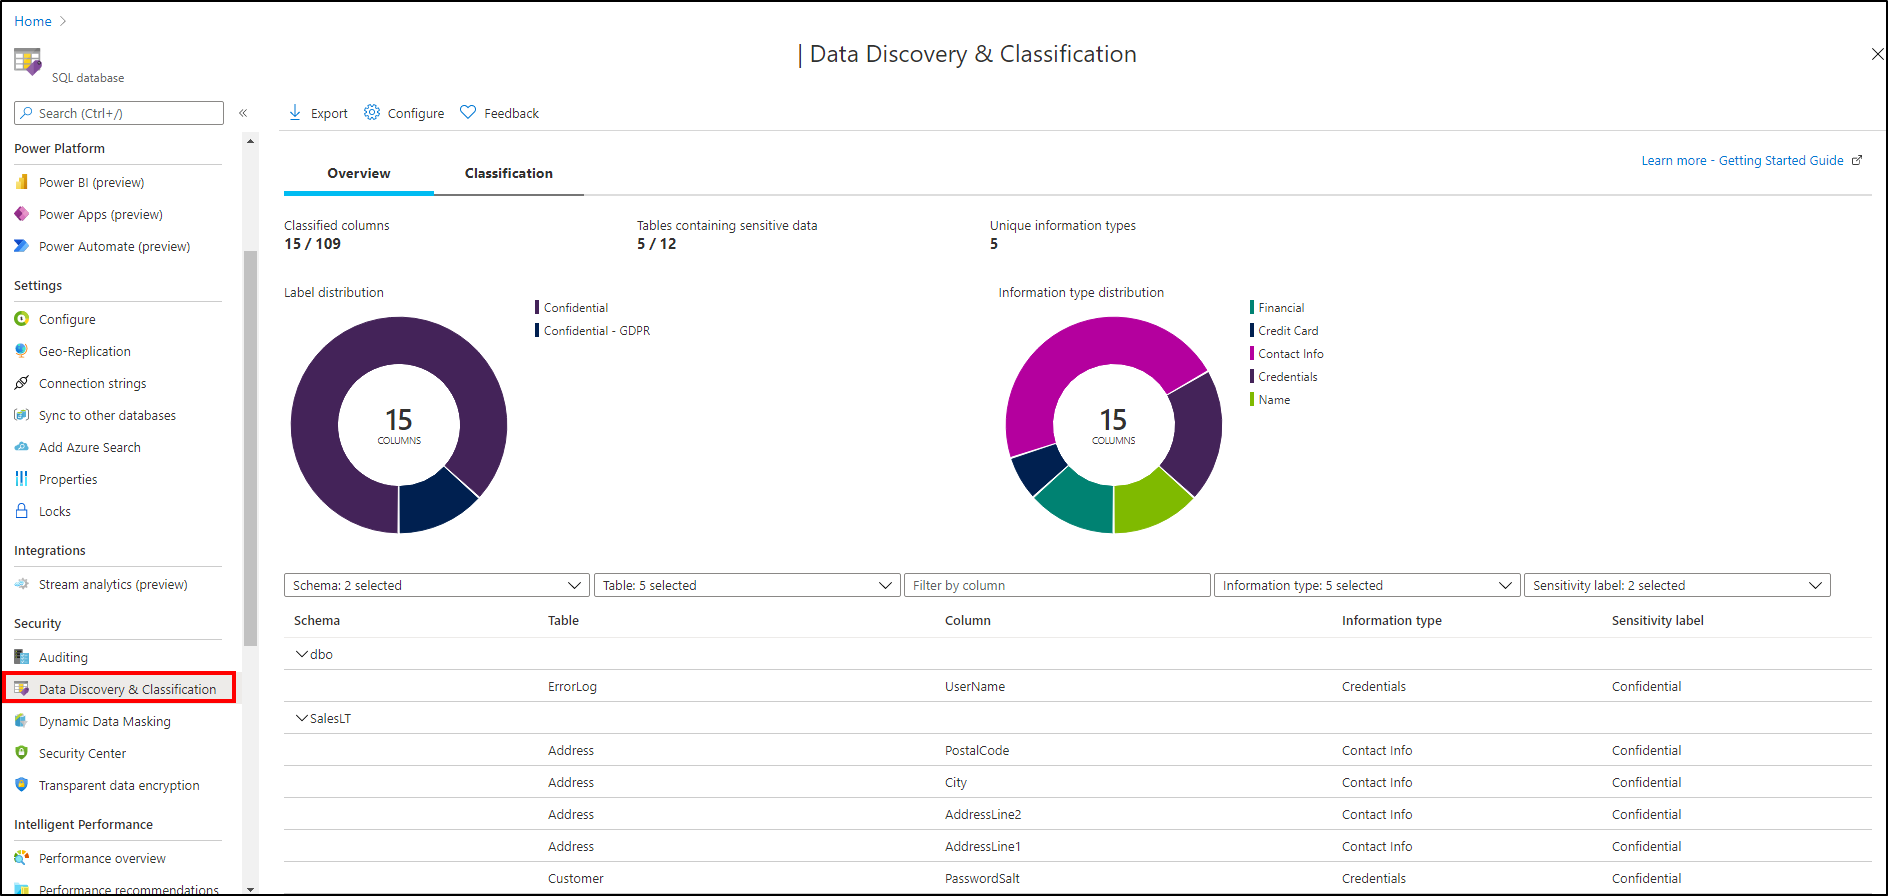 Home
SQL database
| Data Discovery & Classification
Search (Ctrl+/)
Power Platform
Power BI (preview)
Power Apps (preview)
Power Automate (preview)
Settings
Configure
Geo-Replication
Connection strings
Sync to other databases
Add Azure Search
Properties
Locks
Integrations
Stream analytics (preview)
Security
Auditing
Data Discovery & Classification
Dynamic Data Masking
Security Center
Transparent data encryption
Intelligent Performance
Performance overview
Performance recommendations
Export Configure Feedback
Learn more - Getting Started Guide
Overview Classification
Classified columns Tables containing sensitive data Unique information types
15 / 109 5 / 12 5
Label distribution
Confidential
Confidential - GDPR
15
COLUMNS
Information type distribution
Financial
Credit Card
Contact Info
Credentials
Name
15
COLUMNS
Schema: 2 selected Table: 5 selected Filter by column Information type: 5 selected Sensitivity label: 2 selected
Schema Table Column Information type Sensitivity label
dbo
ErrorLog UserName Credentials Confidential
SalesLT
Address PostalCode Contact Info Confidential
Address City Contact Info Confidential
Address AddressLine2 Contact Info Confidential
Address AddressLine1 Contact Info Confidential
Customer PasswordSalt Credentials Confidential